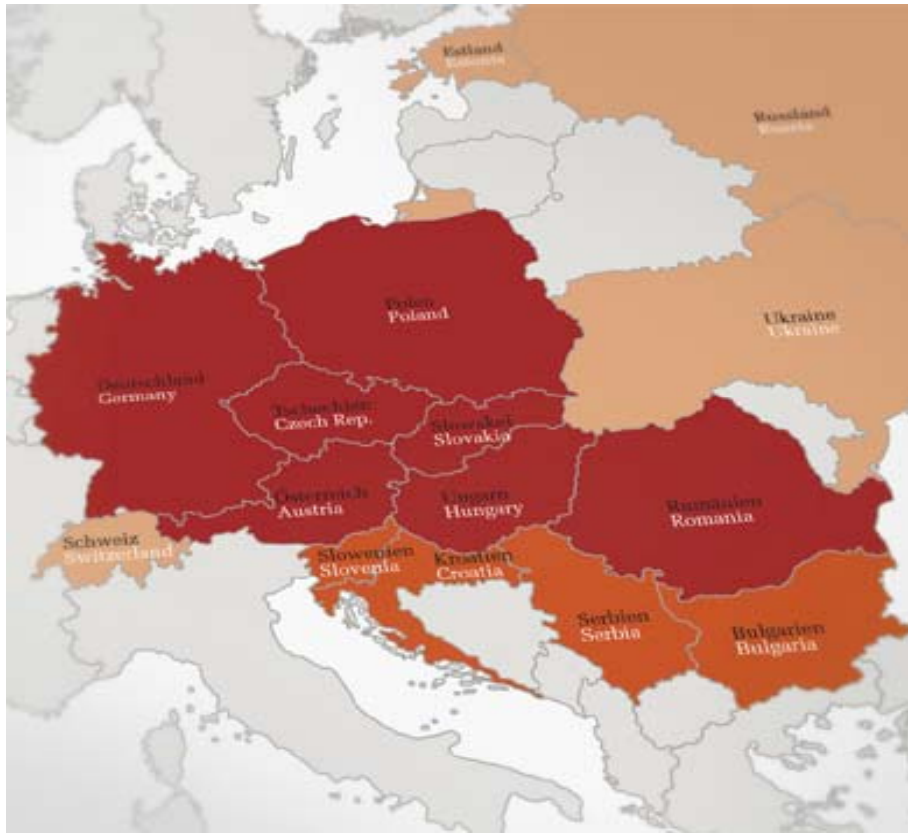 Estland
Estonia
Russland
Russia
Polen
Poland
Ukraine
Ukraine
Deutschland
Germany
Tschechien
Czech Rep.
Slowakei
Slovakia
Österreich
Austria
Ungarn
Hungary
Rumänien
Romania
Schweiz
Switzerland
Slowenien
Slovenia
Kroatien
Croatia
Serbien
Serbia
Bulgarien
Bulgaria